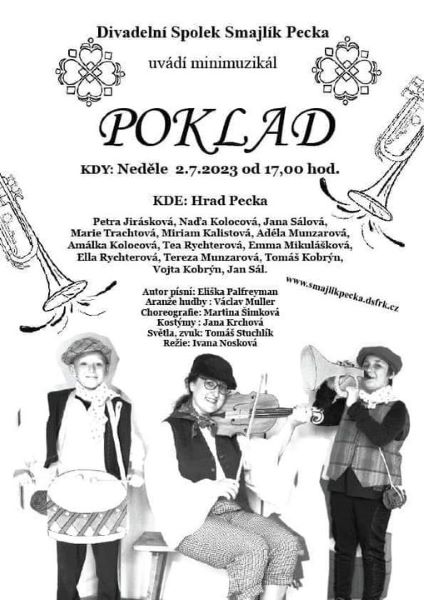 Divadelní Spolek Smajlík Pecka
uvádí minimuzikál
POKLAD
KDY: Neděle 2.7.2023 od 17,00 hod.
KDE: Hrad Pecka
Petra Jirásková, Naďa Kolocová, Jana Sálová,
Marie Trachtová, Miriam Kalistová, Adéla Munzarová,
Amálka Kolocová, Tea Rychterová, Emma Mikulášková,
Ella Rychterová, Tereza Munzarová, Tomáš Kobrýn,
Vojta Kobrýn, Jan Sál.
www.smajlikpecka.dsfrk.cz
Autor písní: Eliška Palfreyman
Aranže hudby : Václav Muller
Choreografie: Martina Šimková
Kostýmy : Jana Krchová
Světla, zvuk: Tomáš Stuchlík
Režie: Ivana Nosková